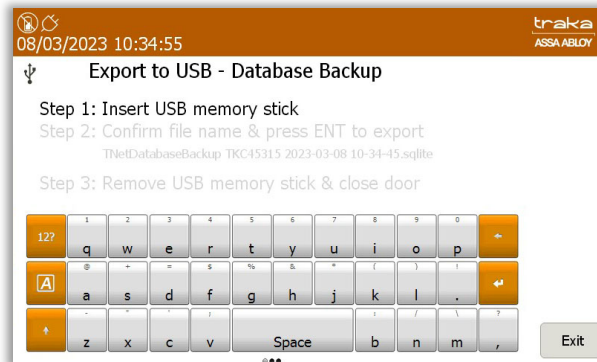 traka
08/03/2023 10:34:55
ASSA ABLOY
Export to USB - Database Backup
Step 1: Insert USB memory stick
Step 2: Confirm file name & press ENT to export
TNetDatabaseBackup TKC45315 2023-03-08 10-34-45.sqlite
Step 3: Remove USB memory stick & close door
1 2 3 4 5 6 7 8 9 0
12? q w e r t y u i o p
@ + = $ % & * ( ) !
A a s d f g h j k l .
- " ' ; : / \ ?
z x c v Space b n m ,
Exit